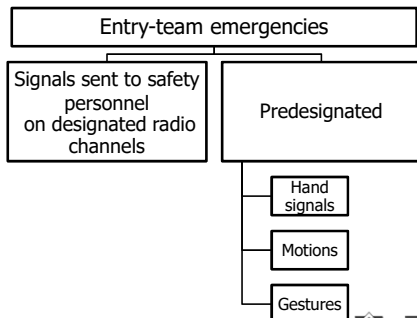 Entry-team emergencies
Signals sent to safety
personnel
on designated radio
channels
Predesignated
Hand
signals
Motions
Gestures